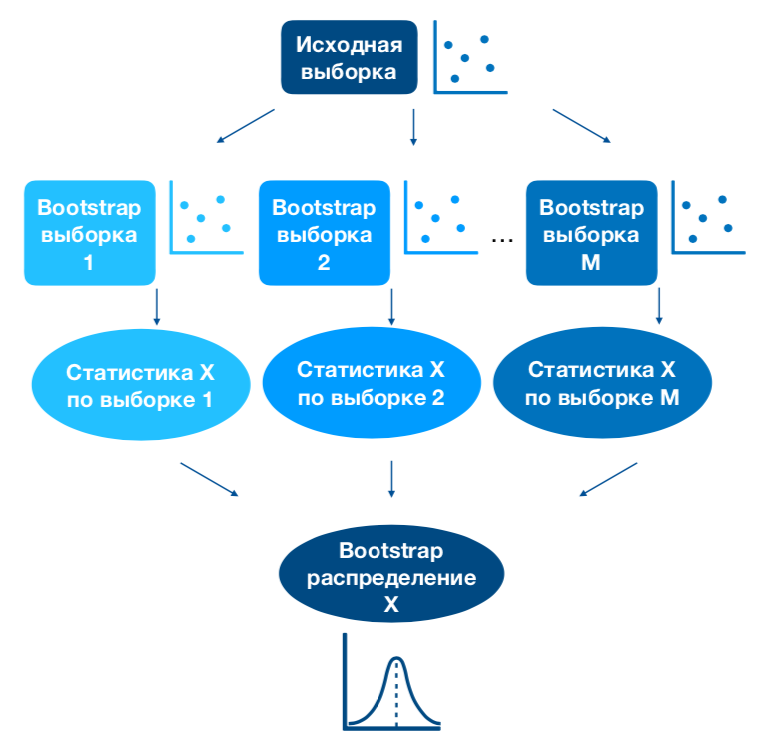 Исходная
выборка
Bootstrap
выборка
1
Bootstrap
выборка
2
...
Bootstrap
выборка
M
Статистика X
по выборке 1
Статистика X
по выборке 2
Статистика X
по выборке M
Bootstrap
распределение
X